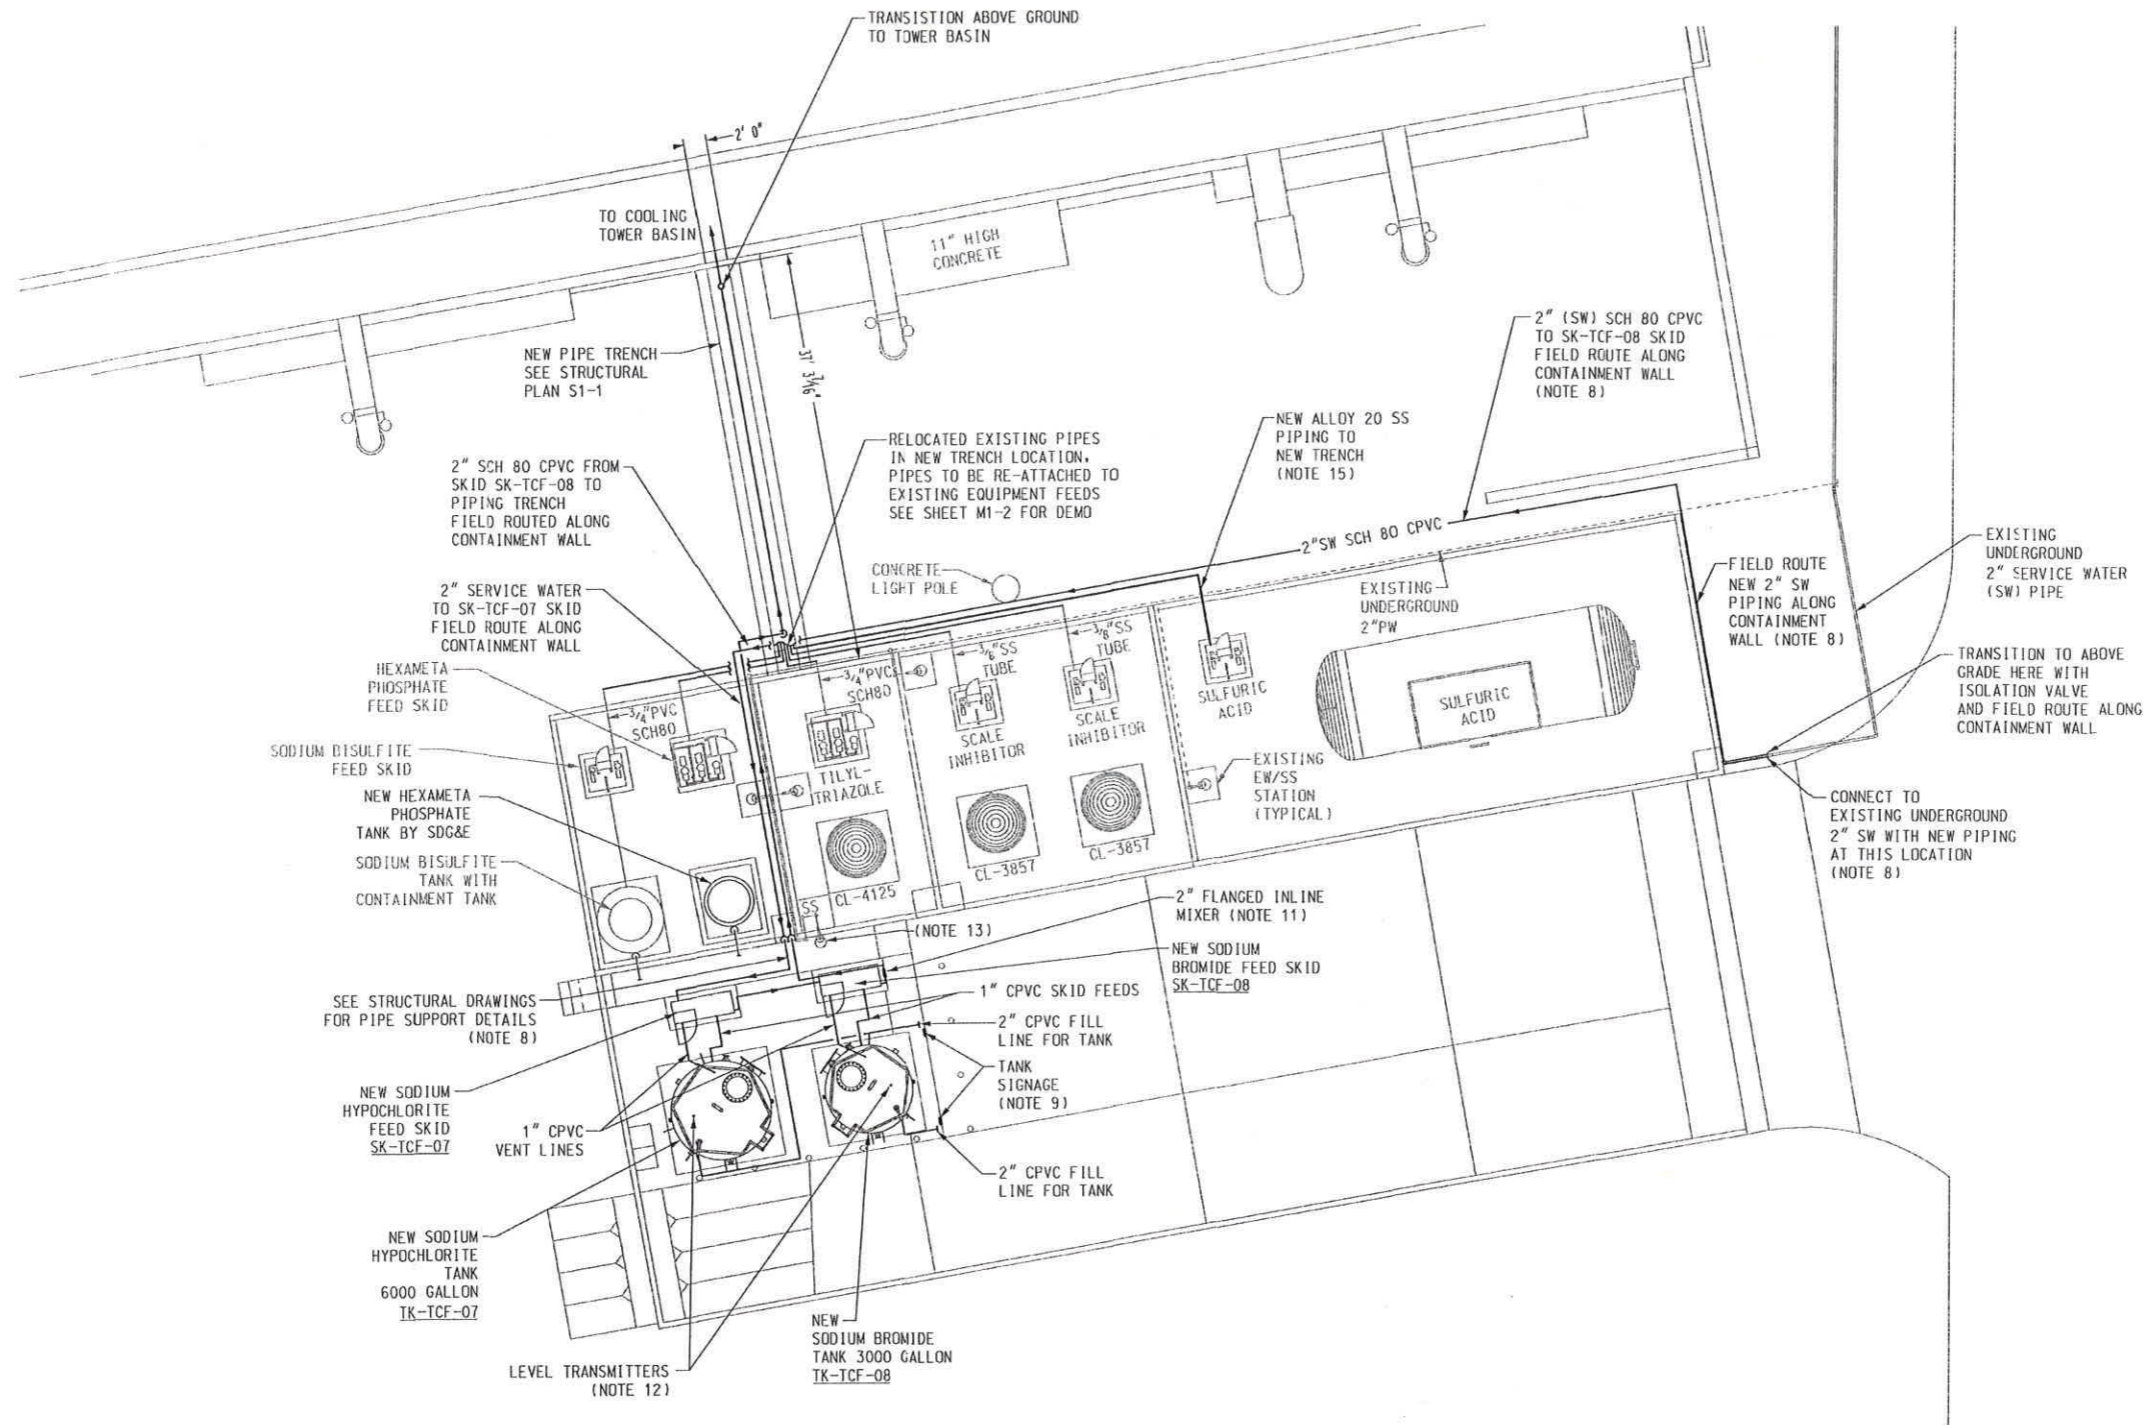 TRANSISTION ABOVE GROUND
TO TOWER BASIN
2' 0"
TO COOLING
TOWER BASIN
11" HIGH
CONCRETE
NEW PIPE TRENCH
SEE STRUCTURAL
PLAN S1-1
37' 3 7/16"
2" (SW) SCH 80 CPVC
TO SK-TCF-08 SKID
FIELD ROUTE ALONG
CONTAINMENT WALL
(NOTE 8)
NEW ALLOY 20 SS
PIPING TO
NEW TRENCH
(NOTE 15)
RELOCATED EXISTING PIPES
IN NEW TRENCH LOCATION.
PIPES TO BE RE-ATTACHED TO
EXISTING EQUIPMENT FEEDS
SEE SHEET M1-2 FOR DEMO
2" SCH 80 CPVC FROM
SKID SK-TCF-08 TO
PIPING TRENCH
FIELD ROUTED ALONG
CONTAINMENT WALL
2"SW SCH 80 CPVC
EXISTING
UNDERGROUND
2" SERVICE WATER
(SW) PIPE
CONCRETE
LIGHT POLE
EXISTING
UNDERGROUND
2"PW
FIELD ROUTE
NEW 2" SW
PIPING ALONG
CONTAINMENT
WALL (NOTE 8)
2" SERVICE WATER
TO SK-TCF-07 SKID
FIELD ROUTE ALONG
CONTAINMENT WALL
TRANSITION TO ABOVE
GRADE HERE WITH
ISOLATION VALVE
AND FIELD ROUTE ALONG
CONTAINMENT WALL
HEXAMETA
PHOSPHATE
FEED SKID
3/4"PVC
SCH80
3/4"PVC
SCH80
SS
TUBE
3/8"SS
TUBE
SULFURIC
ACID
SULFURIC
ACID
SCALE
INHIBITOR
SCALE
INHIBITOR
SODIUM BISULFITE
FEED SKID
TILYL-
TRIAZOLE
EXISTING
EW/SS
STATION
(TYPICAL)
NEW HEXAMETA
PHOSPHATE
TANK BY SDG&E
CONNECT TO
EXISTING UNDERGROUND
2" SW WITH NEW PIPING
AT THIS LOCATION
(NOTE 8)
SODIUM BISULFITE
TANK WITH
CONTAINMENT TANK
CL-4125
CL-3857
CL-3857
SS
(NOTE 13)
2" FLANGED INLINE
MIXER (NOTE 11)
NEW SODIUM
BROMIDE FEED SKID
SK-TCF-08
SEE STRUCTURAL DRAWINGS
FOR PIPE SUPPORT DETAILS
(NOTE 8)
1" CPVC SKID FEEDS
2" CPVC FILL
LINE FOR TANK
TANK
SIGNAGE
(NOTE 9)
NEW SODIUM
HYPOCHLORITE
FEED SKID
SK-TCF-07
1" CPVC
VENT LINES
2" CPVC FILL
LINE FOR TANK
NEW SODIUM
HYPOCHLORITE
TANK
6000 GALLON
TK-TCF-07
NEW
SODIUM BROMIDE
TANK 3000 GALLON
TK-TCF-08
LEVEL TRANSMITTERS
(NOTE 12)